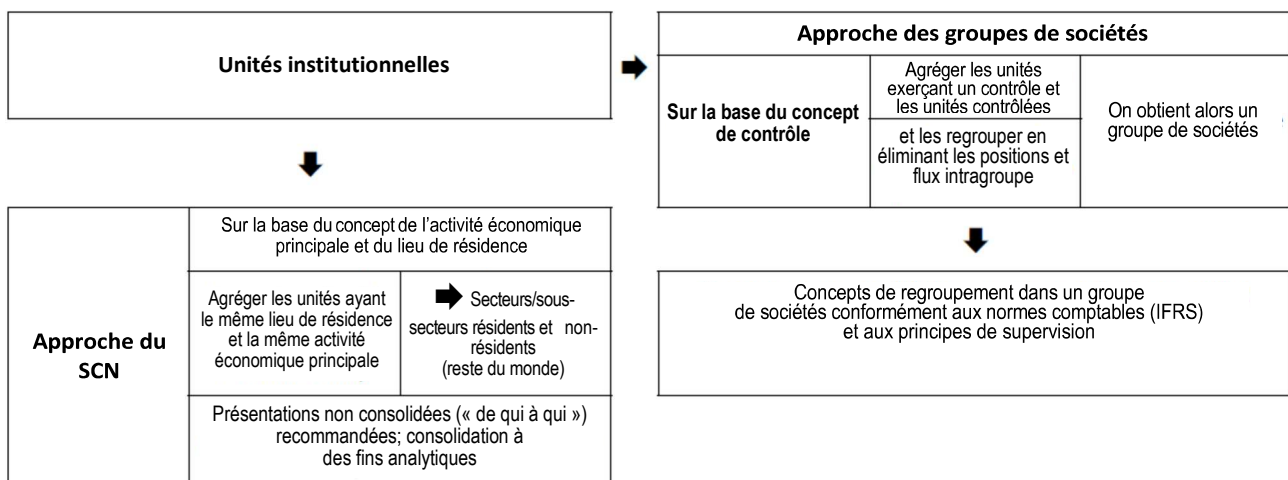 Unités institutionnelles
Approche des groupes de sociétés
Sur la base du concept
de contrôle
Agréger les unités
exerçant un contrôle et
les unités contrôlées
et les regrouper en
éliminant les positions et
flux intragroupe
On obtient alors un
groupe de sociétés
Approche du
SCN
Sur la base du concept de l'activité économique
principale et du lieu de résidence
Agréger les unités ayant
le même lieu de résidence
et la même activité
économique principale
Secteurs/sous-
secteurs résidents et non-
résidents
(reste du monde)
Présentations non consolidées (« de qui à qui »)
recommandées; consolidation à
des fins analytiques
Concepts de regroupement dans un groupe
de sociétés conformément aux normes comptables (IFRS)
et aux principes de supervision